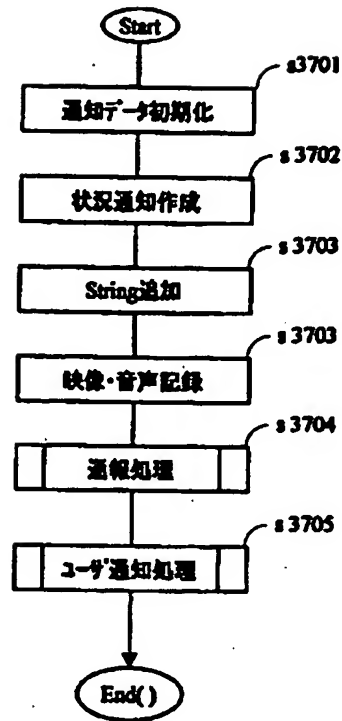 Start
s3701
通知データ初期化
s3702
状況通知作成
s3703
String追加
s3703
映像・音声記録
s3704
通報処理
s3705
ユーザ通知処理
End( )